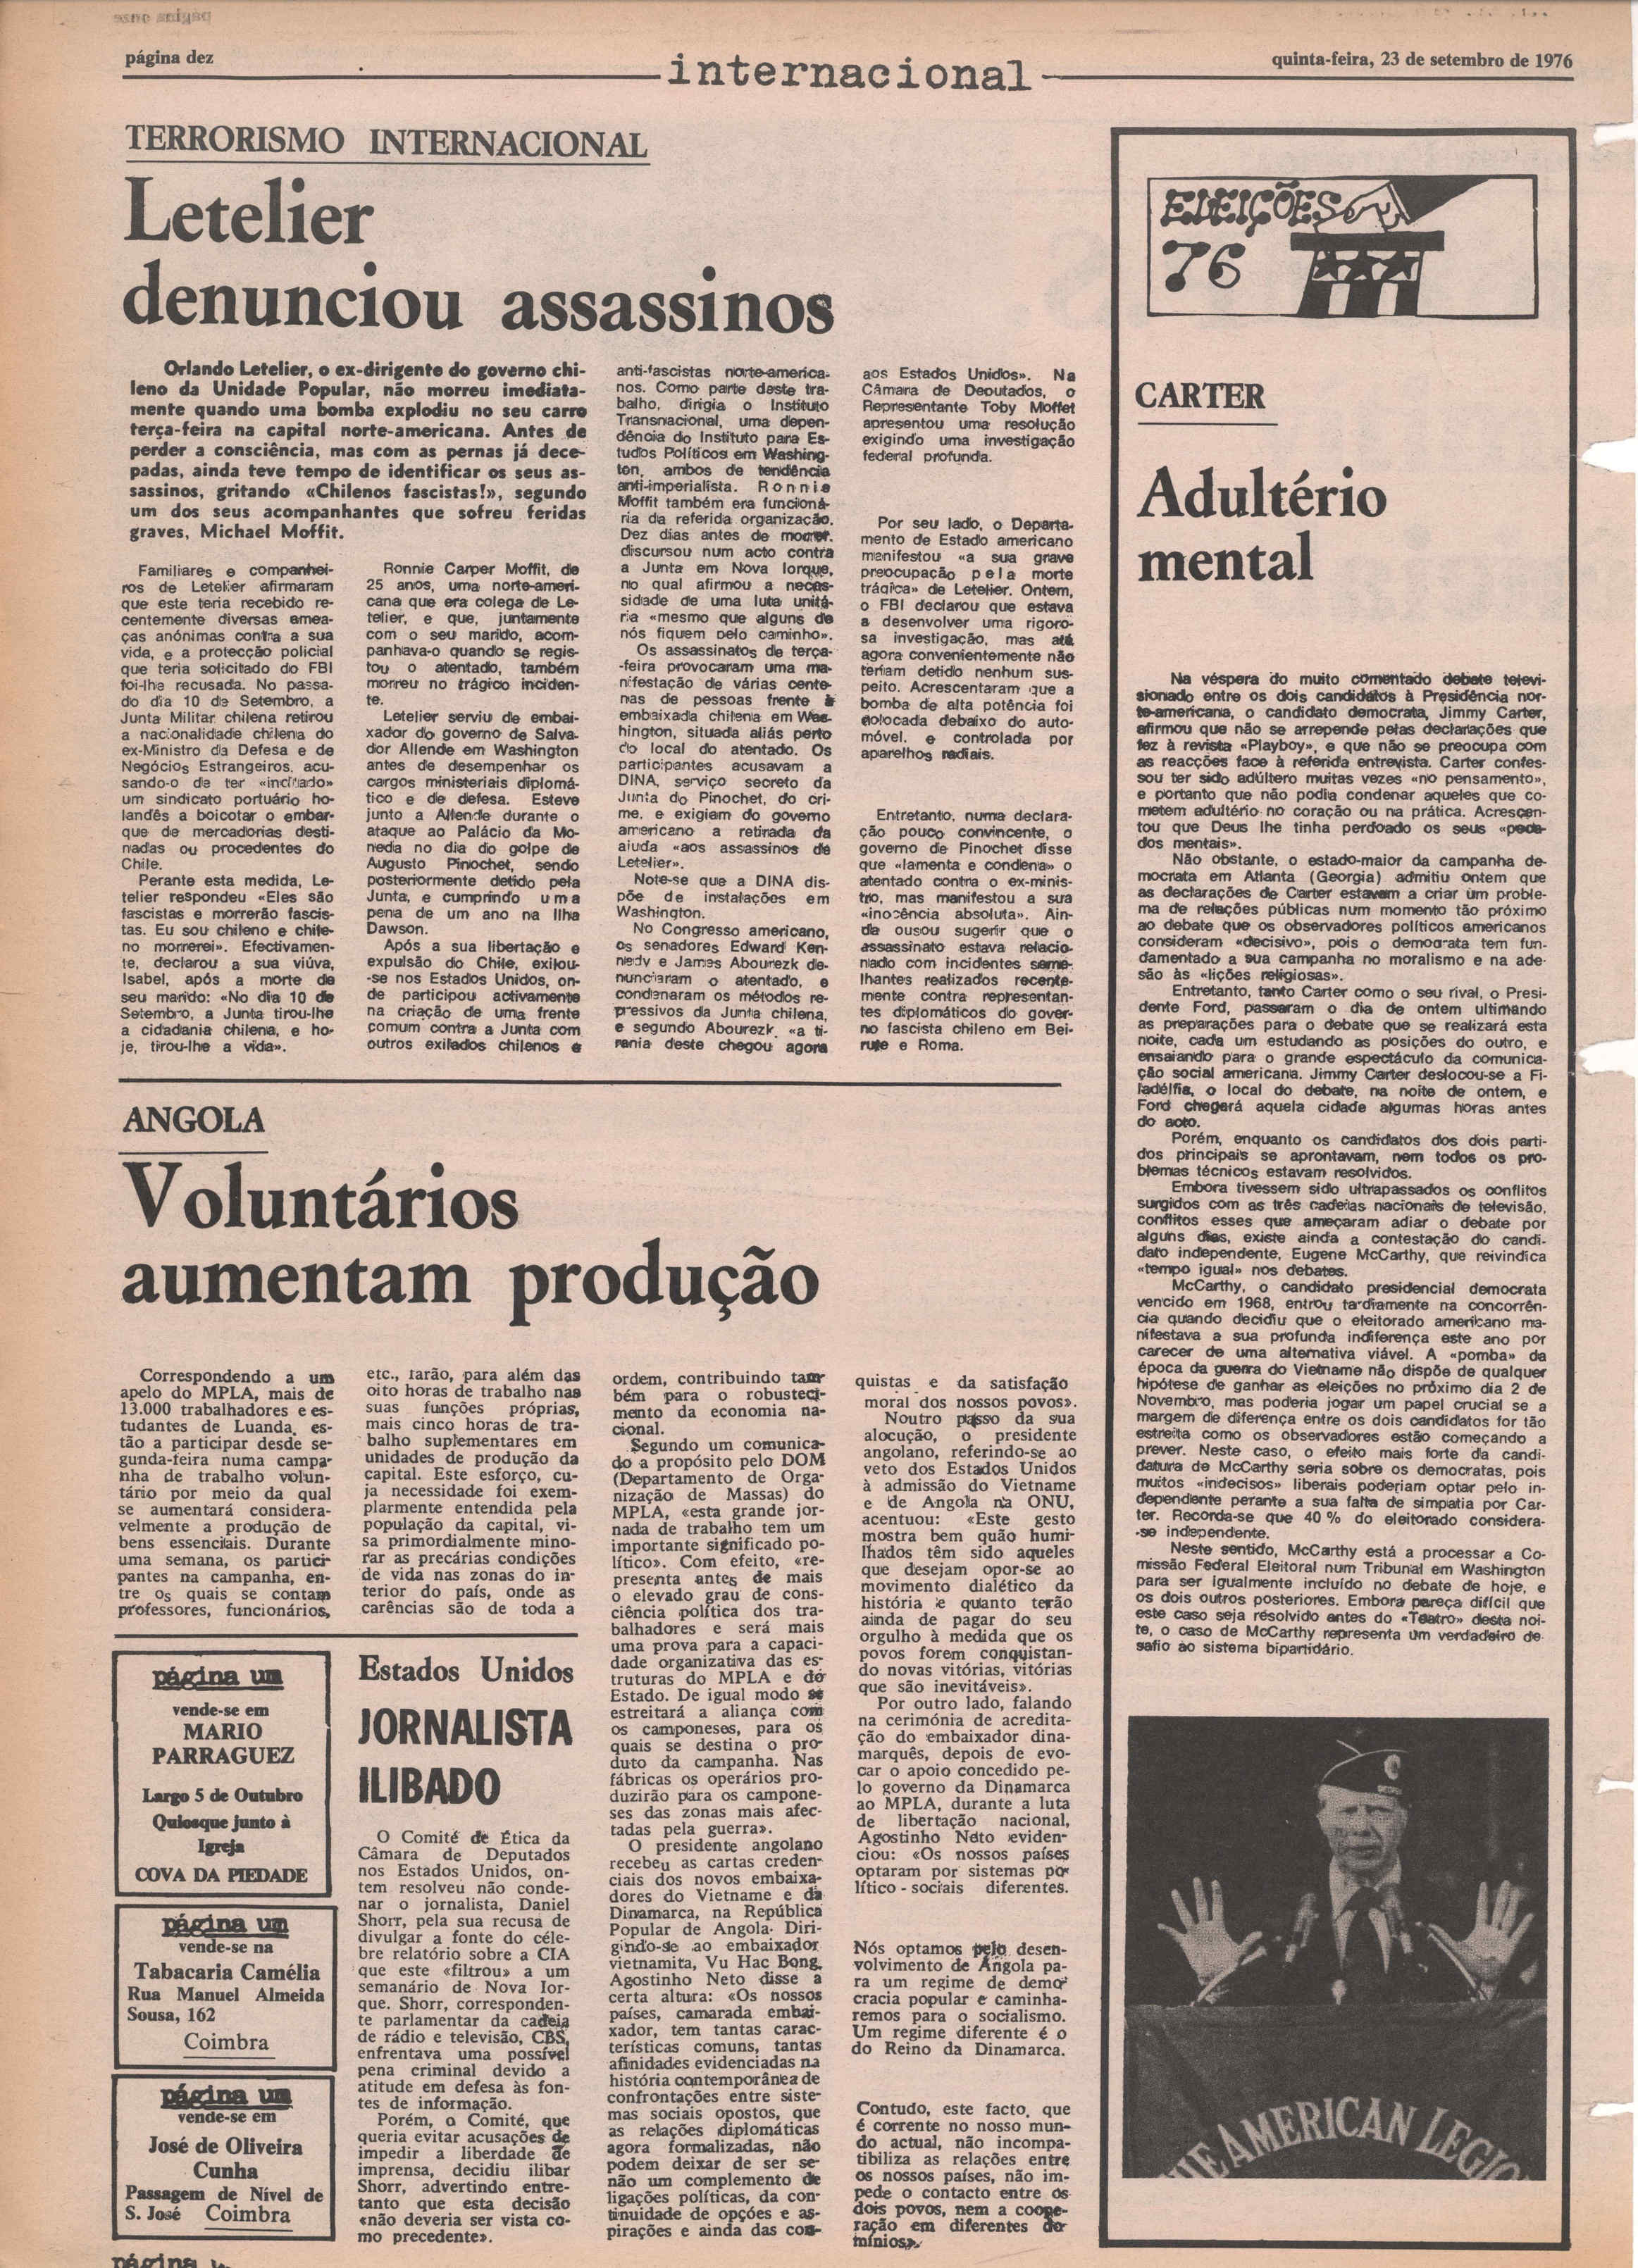 página dez
internacional
quinta-feira, 23 de setembro de 1976
TERRORISMO INTERNACIONAL
Letelier
denunciou assassinos
Orlando Letelier, o ex-dirigente do governo chi-
leno da Unidade Popular, não morreu imediata-
mente quando uma bomba explodiu no seu carro
terça-feira na capital norte-americana. Antes de
perder a consciência, mas com as pernas já dece-
padas, ainda teve tempo de identificar os seus as-
sassinos, gritando «Chilenos fascistas!», segundo
um dos seus acompanhantes que sofreu feridas
graves, Michael Moffit.
Familiares e companhei-
ros de Letelier afirmaram
que este teria recebido re-
centemente diversas amea-
ças anónimas contra a sua
vida, e a protecção policial
que teria solicitado do FBI
foi-lhe recusada. No passa-
do dia 10 de Setembro, a
Junta Militar chilena retirou
a nacionalidade chilena do
ex-Ministro da Defesa e de
Negócios Estrangeiros, acu-
sando-o de ter «incitado»
um sindicato portuário ho-
landês a boicotar o embar-
que de mercadorias desti-
nadas ou procedentes do
Chile.
Perante esta medida, Le-
telier respondeu «Eles são
fascistas e morrerão fascis-
tas. Eu sou chileno e chile-
no morrerei». Efectivamen-
te, declarou a sua viúva,
Isabel, após a morte de
seu marido: «No dia 10 de
Setembro, a Junta tirou-lhe
a cidadania chilena, e ho-
je, tirou-lhe a vida».
Ronnie Carper Moffit, de
25 anos, uma norte-ameri-
cana que era colega de Le-
telier, e que, juntamente
com o seu marido, acom-
panhava-o quando se regis-
tou o atentado, também
morreu no trágico inciden-
te.
Letelier serviu de embai-
xador do governo de Salva-
dor Allende em Washington
antes de desempenhar os
cargos ministeriais diplomá-
tico e de defesa. Esteve
junto a Allende durante o
ataque ao Palácio da Mo-
neda no dia do golpe de
Augusto Pinochet, sendo
posteriormente detido pela
Junta, e cumprindo uma
pena de um ano na Ilha
Dawson.
Após a sua libertação e
expulsão do Chile, exilou-
-se nos Estados Unidos, on-
de participou activamente
na criação de uma frente
comum contra a Junta com
outros exilados chilenos e
anti-fascistas norte-america-
nos. Como parte deste tra-
balho, dirigia o Instituto
Transnacional, uma depen-
dência do Instituto para Es-
tudos Políticos em Washing-
ton, ambos de tendência
anti-imperialista. Ronnie
Moffit também era funcioná-
ria da referida organização.
Dez dias antes de morrer,
discursou num acto contra
a Junta em Nova Iorque,
no qual afirmou a neces-
sidade de uma luta unitá-
ria «mesmo que alguns de
nós fiquem pelo caminho».
Os assassinatos de terça-
-feira provocaram uma ma-
nifestação de várias cente-
nas de pessoas frente à
embaixada chilena em Was-
hington, situada aliás perto
do local do atentado. Os
participantes acusavam a
DINA, serviço secreto da
Junta do Pinochet, do cri-
me, e exigiam do governo
americano a retirada da
ajuda «aos assassinos de
Letelier».
Note-se que a DINA dis-
põe de instalações em
Washington.
No Congresso americano,
os senadores Edward Ken-
nedy e James Abourezk de-
nunciaram o atentado, e
condenaram os métodos re-
pressivos da Junta chilena,
e segundo Abourezk «a ti-
rania deste chegou agora
aos Estados Unidos». Na
Câmara de Deputados, o
Representante Toby Moffet
apresentou uma resolução
exigindo uma investigação
federal profunda.
Por seu lado, o Departa-
mento de Estado americano
manifestou «a sua grave
preocupação pela morte
trágica» de Letelier. Ontem,
o FBI declarou que estava
a desenvolver uma rigoro-
sa investigação, mas até
agora convenientemente não
teriam detido nenhum sus-
peito. Acrescentaram que a
bomba de alta potência foi
colocada debaixo do auto-
móvel, e controlada por
aparelhos radiais.
Entretanto, numa declara-
ção pouco convincente, o
governo de Pinochet disse
que «lamenta e condena» o
atentado contra o ex-minis-
tro, mas manifestou a sua
«inocência absoluta». Ain-
da ousou sugerir que o
assassinato estava relacio-
nado com incidentes seme-
lhantes realizados recente-
mente contra representan-
tes diplomáticos do gover-
no fascista chileno em Bei-
rute e Roma.
ANGOLA
Voluntários
aumentam produção
Correspondendo a um
apelo do MPLA, mais de
13.000 trabalhadores e es-
tudantes de Luanda, es-
tão a participar desde se-
gunda-feira numa campa-
nha de trabalho volun-
tário por meio da qual
se aumentará considera-
velmente a produção de
bens essenciais. Durante
uma semana, os partici-
pantes na campanha, en-
tre os quais se contam
professores, funcionários,
etc., farão, para além das
oito horas de trabalho nas
suas funções próprias,
mais cinco horas de tra-
balho suplementares em
unidades de produção da
capital. Este esforço, cu-
ja necessidade foi exem-
plarmente entendida pela
população da capital, vi-
sa primordialmente mino-
rar as precárias condições
de vida nas zonas do in-
terior do país, onde as
carências são de toda a
ordem, contribuindo tam-
bém para o robusteci-
mento da economia na-
cional.
Segundo um comunica-
do a propósito pelo DOM
(Departamento de Orga-
nização de Massas) do
MPLA, «esta grande jor-
nada de trabalho tem um
importante significado po-
lítico». Com efeito, «re-
presenta antes de mais
o elevado grau de cons-
ciência política dos tra-
balhadores e será mais
uma prova para a capaci-
dade organizativa das es-
truturas do MPLA e do
Estado. De igual modo se
estreitará a aliança com
os camponeses, para os
quais se destina o pro-
duto da campanha. Nas
fábricas os operários pro-
duzirão para os campone-
ses das zonas mais afec-
tadas pela guerra».
O presidente angolano
recebeu as cartas creden-
ciais dos novos embaixa-
dores do Vietname e da
Dinamarca, na República
Popular de Angola. Diri-
gindo-se ao embaixador
vietnamita, Vu Hac Bong,
Agostinho Neto disse a
certa altura: «Os nossos
países, camarada embai-
xador, tem tantas carac-
terísticas comuns, tantas
afinidades evidenciadas na
história contemporânea de
confrontações entre siste-
mas sociais opostos, que
as relações diplomáticas
agora formalizadas, não
podem deixar de ser se-
não um complemento de
ligações políticas, da con-
tinuidade de opções e as-
pirações e ainda das con-
quistas e da satisfação
moral dos nossos povos».
Noutro passo da sua
alocução, o presidente
angolano, referindo-se ao
veto dos Estados Unidos
à admissão do Vietname
e de Angola na ONU,
acentuou: «Este gesto
mostra bem quão humi-
lhados têm sido aqueles
que desejam opor-se ao
movimento dialético da
história e quanto terão
ainda de pagar do seu
orgulho à medida que os
povos forem conquistan-
do novas vitórias, vitórias
que são inevitáveis».
Por outro lado, falando
na cerimónia de acredita-
ção do embaixador dina-
marquês, depois de evo-
car o apoio concedido pe-
lo governo da Dinamarca
ao MPLA, durante a luta
de libertação nacional,
Agostinho Neto eviden-
ciou: «Os nossos países
optaram por sistemas po-
lítico - sociais diferentes.
Nós optamos pelo desen-
volvimento de Angola pa-
ra um regime de demo-
cracia popular e caminha-
remos para o socialismo.
Um regime diferente é o
do Reino da Dinamarca.
Contudo, este facto, que
é corrente no nosso mun-
do actual, não incompa-
tibiliza as relações entre
os nossos países, não im-
pede o contacto entre os
dois povos, nem a coope-
ração em diferentes do-
mínios».
página um
vende-se em
MARIO
PARRAGUEZ
Largo 5 de Outubro
Quiosque junto à
Igreja
COVA DA PIEDADE
página um
vende-se na
Tabacaria Camélia
Rua Manuel Almeida
Sousa, 162
Coimbra
página um
vende-se em
José de Oliveira
Cunha
Passagem de Nível de
S. José Coimbra
Estados Unidos
JORNALISTA
ILIBADO
O Comité de Ética da
Câmara de Deputados
nos Estados Unidos, on-
tem resolveu não conde-
nar o jornalista, Daniel
Shorr, pela sua recusa de
divulgar a fonte do céle-
bre relatório sobre a CIA
que este «filtrou» a um
semanário de Nova Ior-
que. Shorr, corresponden-
te parlamentar da cadeia
de rádio e televisão, CBS,
enfrentava uma possível
pena criminal devido a
atitude em defesa às fon-
tes de informação.
Porém, o Comité, que
queria evitar acusações de
impedir a liberdade de
imprensa, decidiu ilibar
Shorr, advertindo entre-
tanto que esta decisão
«não deveria ser vista co-
mo precedente».
ELEIÇÕES
76
CARTER
Adultério
mental
Na véspera do muito comentado debate televi-
sionado entre os dois candidatos à Presidência nor-
te-americana, o candidato democrata, Jimmy Carter,
afirmou que não se arrepende pelas declarações que
fez à revista «Playboy», e que não se preocupa com
as reacções face à referida entrevista. Carter confes-
sou ter sido adúltero muitas vezes «no pensamento»,
e portanto que não podia condenar aqueles que co-
metem adultério no coração ou na prática. Acrescen-
tou que Deus lhe tinha perdoado os seus «peca-
dos mentais».
Não obstante, o estado-maior da campanha de-
mocrata em Atlanta (Georgia) admitiu ontem que
as declarações de Carter estavam a criar um proble-
ma de relações públicas num momento tão próximo
ao debate que os observadores políticos americanos
consideram «decisivo», pois o democrata tem fun-
damentado a sua campanha no moralismo e na ade-
são às «lições religiosas».
Entretanto, tanto Carter como o seu rival, o Presi-
dente Ford, passaram o dia de ontem ultimando
as preparações para o debate que se realizará esta
noite, cada um estudando as posições do outro, e
ensaiando para o grande espectáculo da comunica-
ção social americana. Jimmy Carter deslocou-se a Fi-
ladélfia, o local do debate, na noite de ontem, e
Ford chegará aquela cidade algumas horas antes
do acto.
Porém, enquanto os candidatos dos dois parti-
dos principais se aprontavam, nem todos os pro-
blemas técnicos estavam resolvidos.
Embora tivessem sido ultrapassados os conflitos
surgidos com as três cadeias nacionais de televisão,
conflitos esses que ameaçaram adiar o debate por
alguns dias, existe ainda a contestação do candi-
dato independente, Eugene McCarthy, que reivindica
«tempo igual» nos debates.
McCarthy, o candidato presidencial democrata
vencido em 1968, entrou tardiamente na concorrên-
cia quando decidiu que o eleitorado americano ma-
nifestava a sua profunda indiferença este ano por
carecer de uma alternativa viável. A «pomba» da
época da guerra do Vietname não dispõe de qualquer
hipótese de ganhar as eleições no próximo dia 2 de
Novembro, mas poderia jogar um papel crucial se a
margem de diferença entre os dois candidatos for tão
estreita como os observadores estão começando a
prever. Neste caso, o efeito mais forte da candi-
datura de McCarthy seria sobre os democratas, pois
muitos «indecisos» liberais poderiam optar pelo in-
dependente perante a sua falta de simpatia por Car-
ter. Recorda-se que 40 % do eleitorado considera-
-se independente.
Neste sentido, McCarthy está a processar a Co-
missão Federal Eleitoral num Tribunal em Washington
para ser igualmente incluído no debate de hoje, e
os dois outros posteriores. Embora pareça difícil que
este caso seja resolvido antes do «Teatro» desta noi-
te, o caso de McCarthy representa um verdadeiro de-
safio ao sistema bipartidário.
THE AMERICAN LEGIO